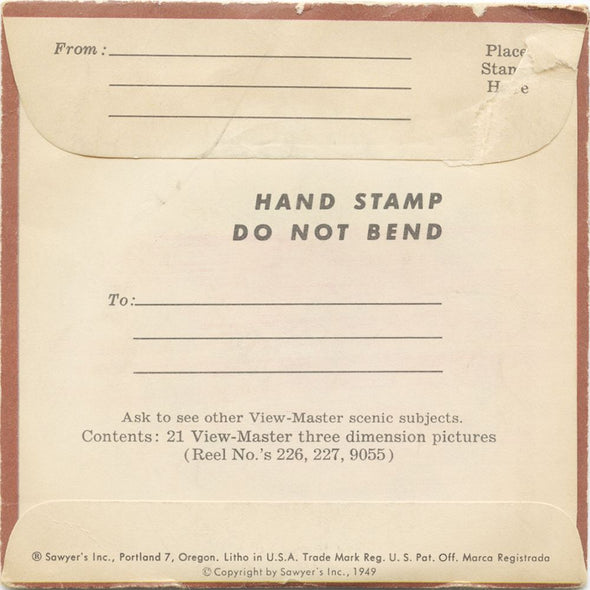 From:
Place
Stamp
H e
HAND STAMP
DO NOT BEND
To:
Ask to see other View-Master scenic subjects.
Contents: 21 View-Master three dimension pictures
(Reel No.'s 226, 227, 9055)
® Sawyer's Inc., Portland 7, Oregon. Litho in U.S.A. Trade Mark Reg. U. S. Pat. Off. Marca Registrada
© Copyright by Sawyer's Inc., 1949